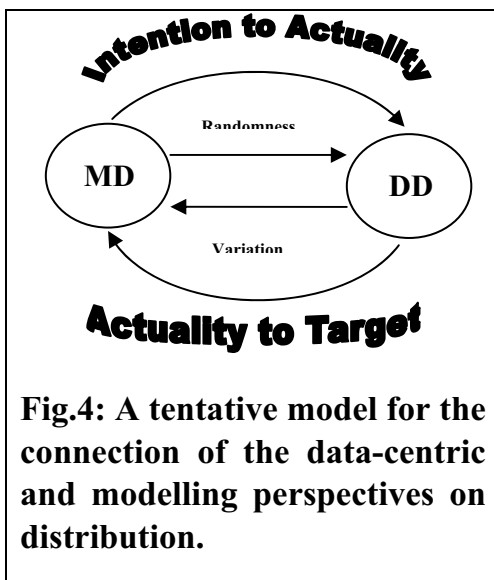 Intention to Actuality
Randomness
MD
DD
Variation
Actuality to Target
Fig.4: A tentative model for the
connection of the data-centric
and modelling perspectives on
distribution.